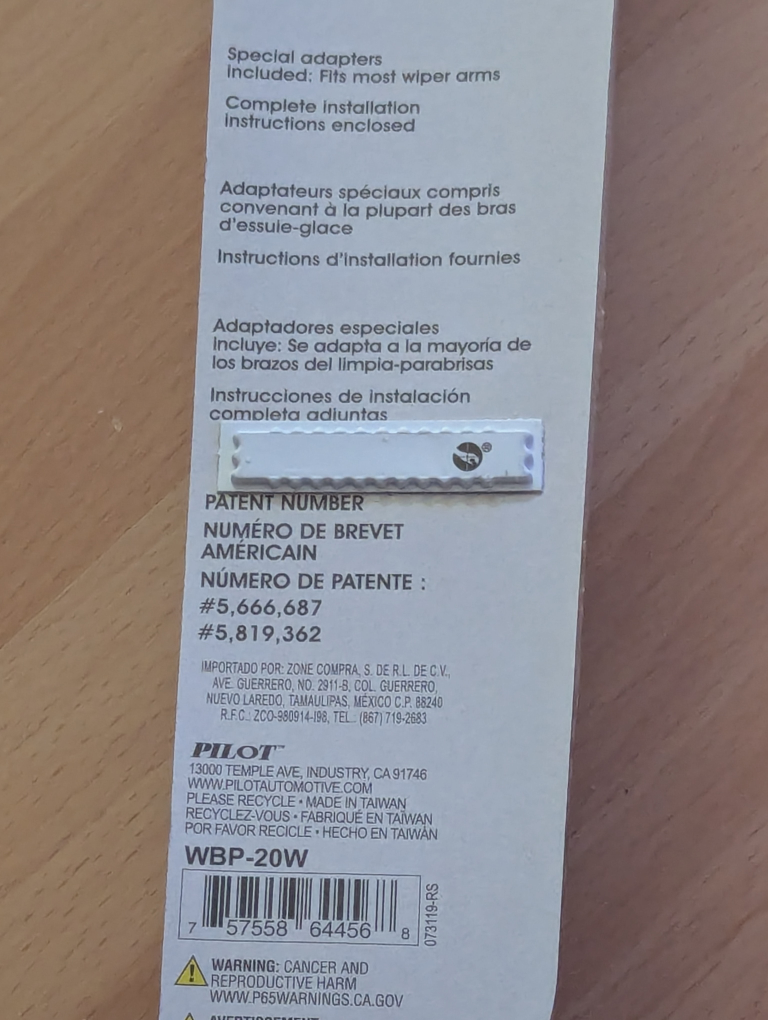 Special adapters
included: Fits most wiper arms
Complete installation
instructions enclosed
Adaptateurs spéciaux compris
convenant à la plupart des bras
d'essuie-glace
Instructions d'installation fournies
Adaptadores especiales
incluye: Se adapta a la mayoría de
los brazos del limpia-parabrisas
Instrucciones de instalación
completa adjuntas
®
PATENT NUMBER
NUMÉRO DE BREVET
AMÉRICAIN
NÚMERO DE PATENTE :
#5,666,687
#5,819,362
IMPORTADO POR: ZONE COMPRA, S. DE R.L. DE C.V.,
AVE. GUERRERO, NO. 2911-B, COL. GUERRERO,
NUEVO LAREDO, TAMAULIPAS, MÉXICO C.P. 88240
R.F.C.: ZCO-980914-I98, TEL.: (867) 719-2683
PILOT™
13000 TEMPLE AVE, INDUSTRY, CA 91746
WWW.PILOTAUTOMOTIVE.COM
PLEASE RECYCLE • MADE IN TAIWAN
RECYCLEZ-VOUS • FABRIQUÉ EN TAÏWAN
POR FAVOR RECICLE • HECHO EN TAIWÁN
WBP-20W
7 57558 64456 8
073119-RS
WARNING: CANCER AND
REPRODUCTIVE HARM
WWW.P65WARNINGS.CA.GOV
AVERTISSEMENT